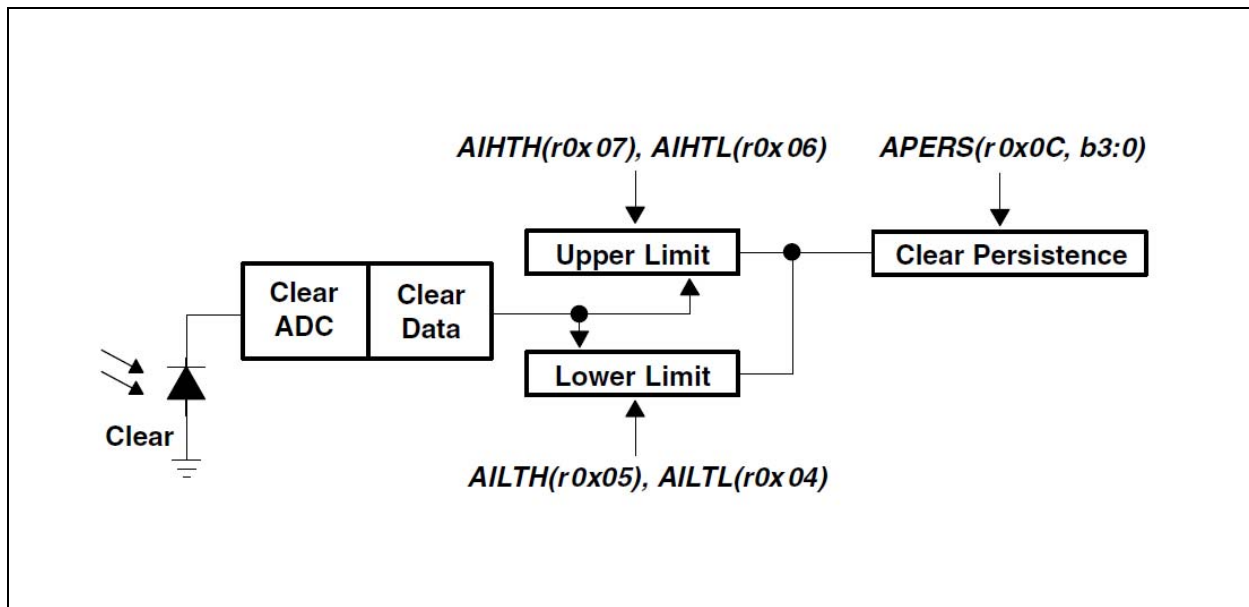 AIHTH(r0x07), AIHTL(r0x06)
APERS(r0x0C, b3:0)
Upper Limit
Clear Persistence
Clear
ADC
Clear
Data
Lower Limit
Clear
AILTH(r0x05), AILTL(r0x04)